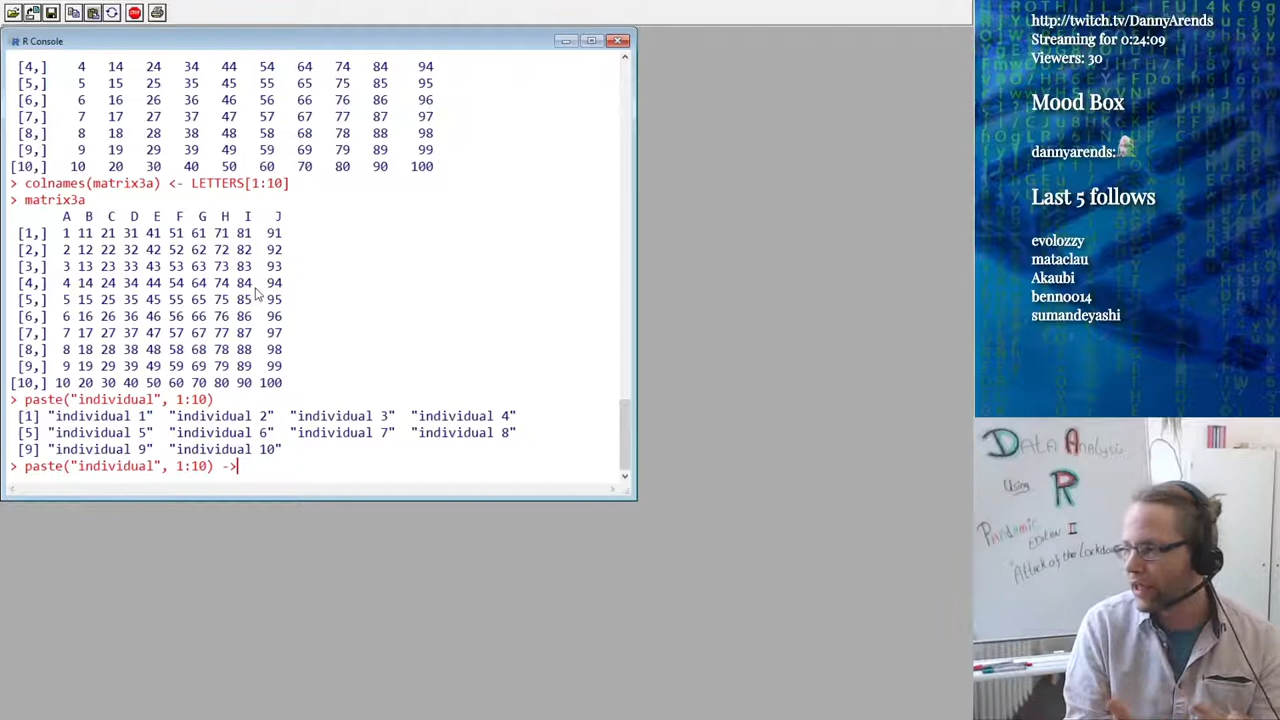 R Console
[4,] 4 14 24 34 44 54 64 74 84 94
[5,] 5 15 25 35 45 55 65 75 85 95
[6,] 6 16 26 36 46 56 66 76 86 96
[7,] 7 17 27 37 47 57 67 77 87 97
[8,] 8 18 28 38 48 58 68 78 88 98
[9,] 9 19 29 39 49 59 69 79 89 99
[10,] 10 20 30 40 50 60 70 80 90 100
> colnames(matrix3a) <- LETTERS[1:10]
> matrix3a
A B C D E F G H I J
[1,] 1 11 21 31 41 51 61 71 81 91
[2,] 2 12 22 32 42 52 62 72 82 92
[3,] 3 13 23 33 43 53 63 73 83 93
[4,] 4 14 24 34 44 54 64 74 84 94
[5,] 5 15 25 35 45 55 65 75 85 95
[6,] 6 16 26 36 46 56 66 76 86 96
[7,] 7 17 27 37 47 57 67 77 87 97
[8,] 8 18 28 38 48 58 68 78 88 98
[9,] 9 19 29 39 49 59 69 79 89 99
[10,] 10 20 30 40 50 60 70 80 90 100
> paste("individual", 1:10)
[1] "individual 1" "individual 2" "individual 3" "individual 4"
[5] "individual 5" "individual 6" "individual 7" "individual 8"
[9] "individual 9" "individual 10"
> paste("individual", 1:10) ->
http://twitch.tv/DannyArends
Streaming for 0:24:09
Viewers: 30
Mood Box
dannyarends:
Last 5 follows
evolozzy
mataclau
Akaubi
benno014
sumandeyashi
Data Analysis
Using R
Pandemic
Edition II
"Attack of the Lockdown